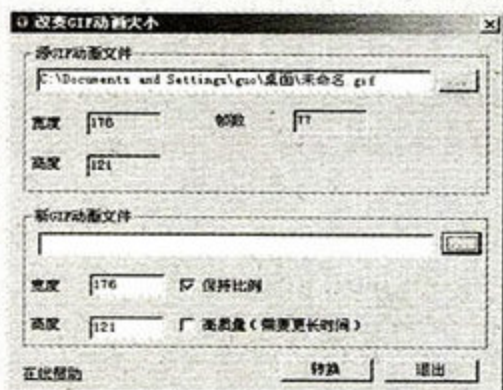 改变GIF动画大小
源GIF动画文件
C:\Documents and Settings\guo\桌面\未命名.gif
...
宽度 176 帧数 77
高度 121
新GIF动画文件
...
宽度 176 保持比例
高度 121 高质量(需要更长时间)
在线帮助 转换 退出